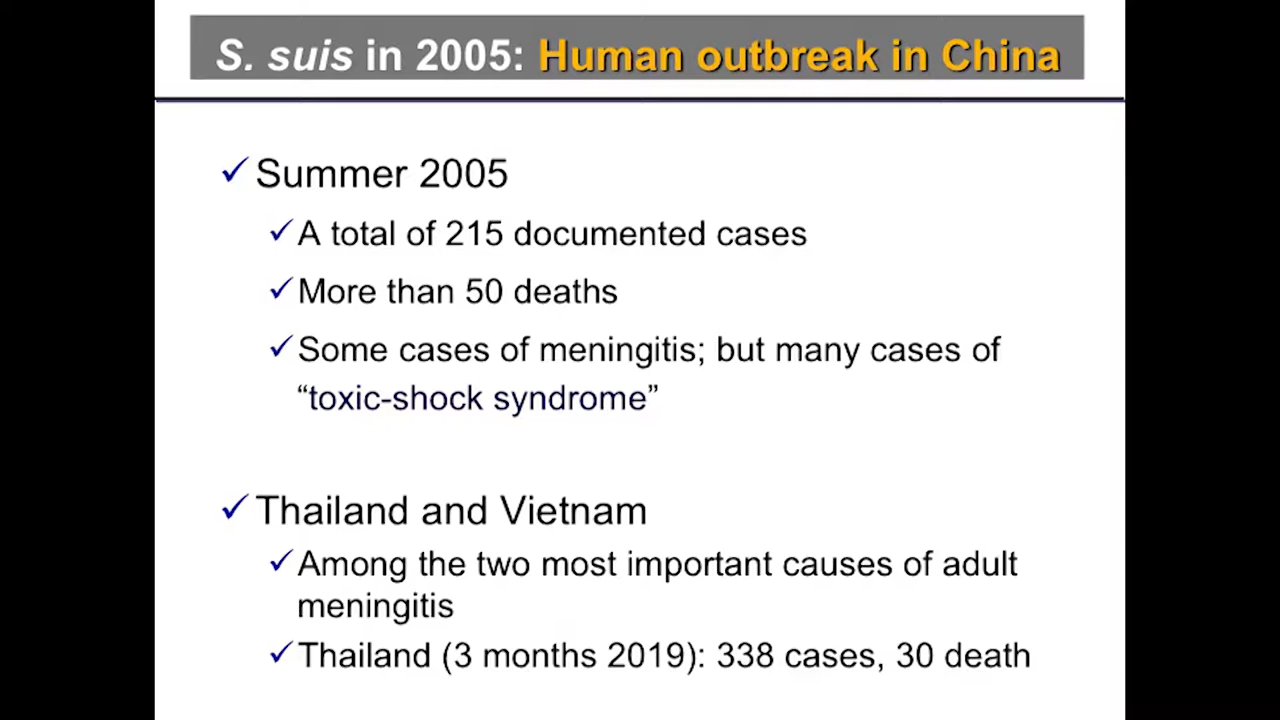 S. suis in 2005: Human outbreak in China
✓Summer 2005
✓A total of 215 documented cases
✓More than 50 deaths
✓Some cases of meningitis; but many cases of
“toxic-shock syndrome”
✓Thailand and Vietnam
✓Among the two most important causes of adult
meningitis
✓Thailand (3 months 2019): 338 cases, 30 death